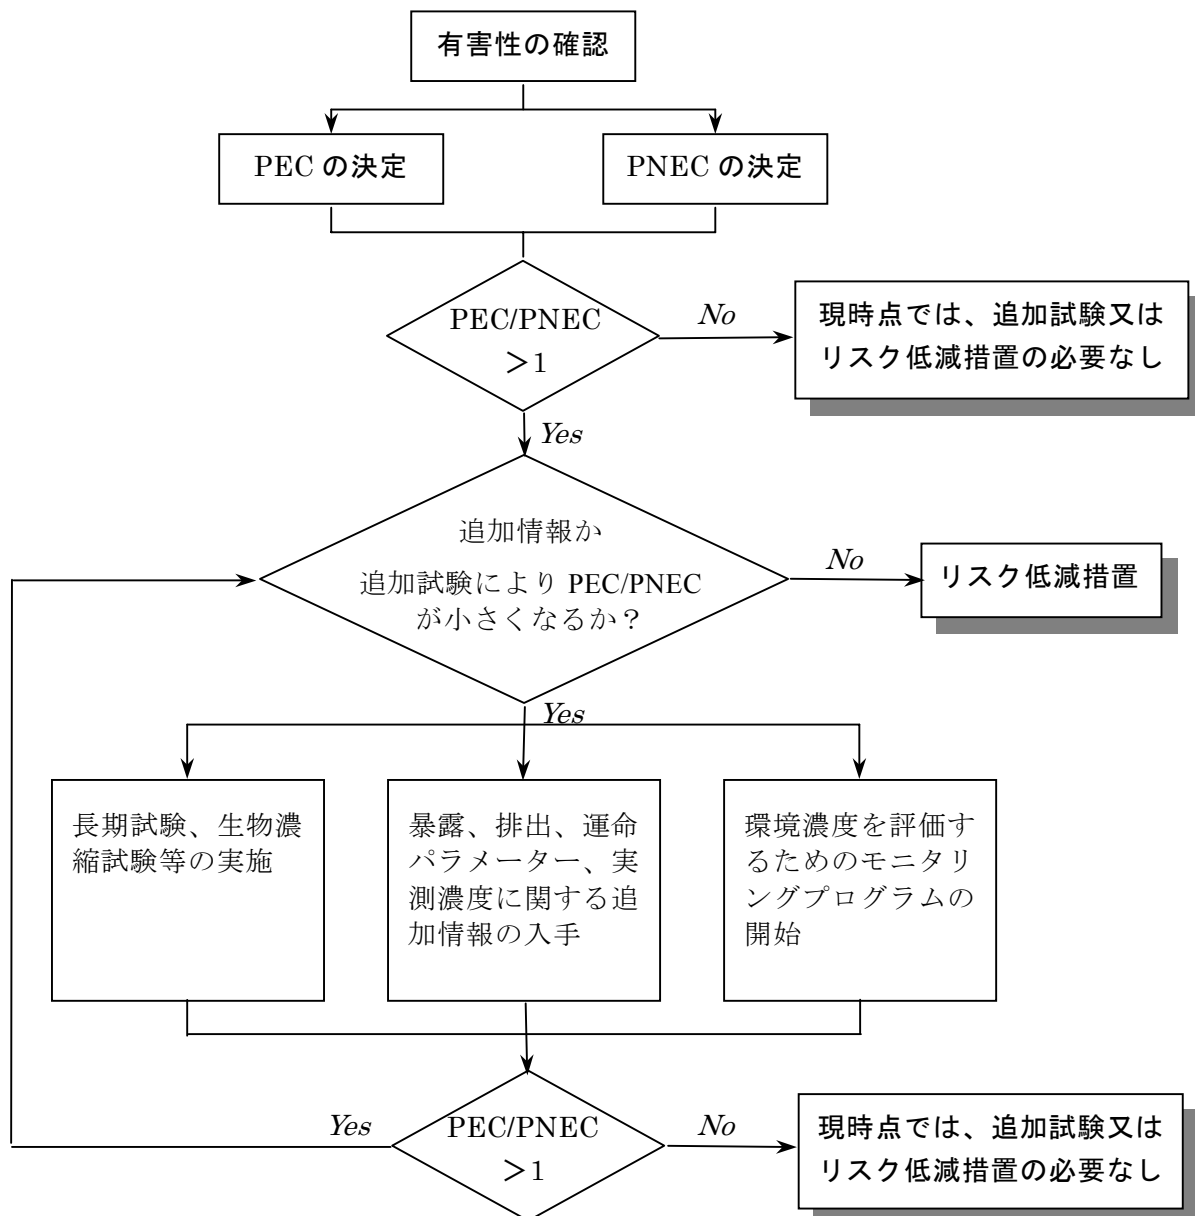 有害性の確認
PEC の決定
PNEC の決定
PEC/PNEC
＞1
No
現時点では、追加試験又は
リスク低減措置の必要なし
Yes
追加情報か
追加試験により PEC/PNEC
が小さくなるか？
No
リスク低減措置
Yes
長期試験、生物濃
縮試験等の実施
暴露、排出、運命
パラメーター、実
測濃度に関する追
加情報の入手
環境濃度を評価す
るためのモニタリ
ングプログラムの
開始
Yes
PEC/PNEC
＞1
No
現時点では、追加試験又は
リスク低減措置の必要なし